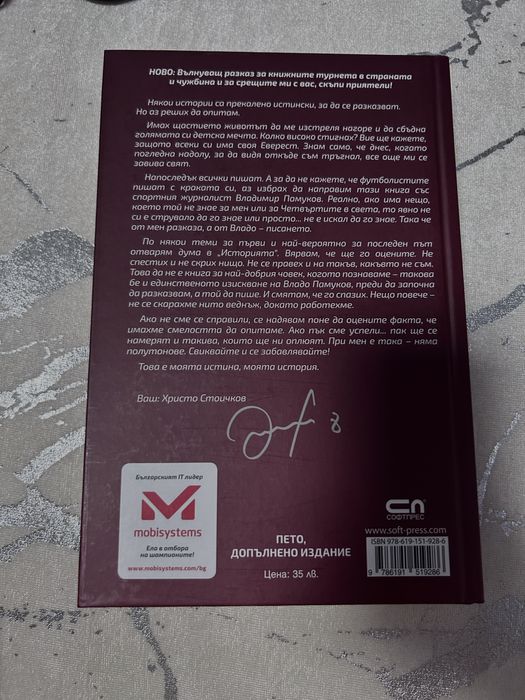 НОВО: Вълнуващ разказ за книжните турнета в страната
и чужбина и за срещите ми с вас, скъпи приятели!
Някои истории са прекалено истински, за да се разказват.
Но аз реших да опитам.
Имах щастието животът да ме изстреля нагоре и да сбъдна
голямата си детска мечта. Колко високо стигнах? Вие ще кажете,
защото всеки си има своя Еверест. Знам само, че днес, когато
погледна надолу, за да видя откъде съм тръгнал, все още ми се
завива свят.
Напоследък всички пишат. А за да не кажете, че футболистите
пишат с краката си, аз избрах да направим тази книга със
спортния журналист Владимир Памуков. Реално, ако има нещо,
което той не знае за мен или за Четвъртите в света, то явно не
си е струвало да го знае или просто... не е искал да го знае. Така че
от мен разказа, а от Владо – писането.
По някои теми за първи и най-вероятно за последен път
отварям дума в „Историята“. Вярвам, че ще го оцените. Не
спестих и не скрих нищо. Не се правех и на такъв, какъвто не съм.
Това да не е книга за най-добрия човек, когото познаваме – такова
бе и единственото изискване на Владо Памуков, преди да започна
да разказвам, а той да пише. И смятам, че го спазих. Нещо повече –
не се скарахме нито веднъж, докато работехме.
Ако не сме се справили, се надявам поне да оцените факта, че
имахме смелостта да опитаме. Ако пък сме успели... пак ще се
намерят и такива, които ще ни оплюят. При мен е така – няма
полутонове. Свиквайте и се забавлявайте!
Това е моята истина, моята история.
Ваш: Христо Стоичков
8
Българският IT лидер
mobisystems
Ела в отбора
на шампионите!
www.mobisystems.com/bg
ПЕТО,
ДОПЪЛНЕНО ИЗДАНИЕ
Цена: 35 лв.
СОФТПРЕС
www.soft-press.com
ISBN 978-619-151-928-6
9 786191 519286